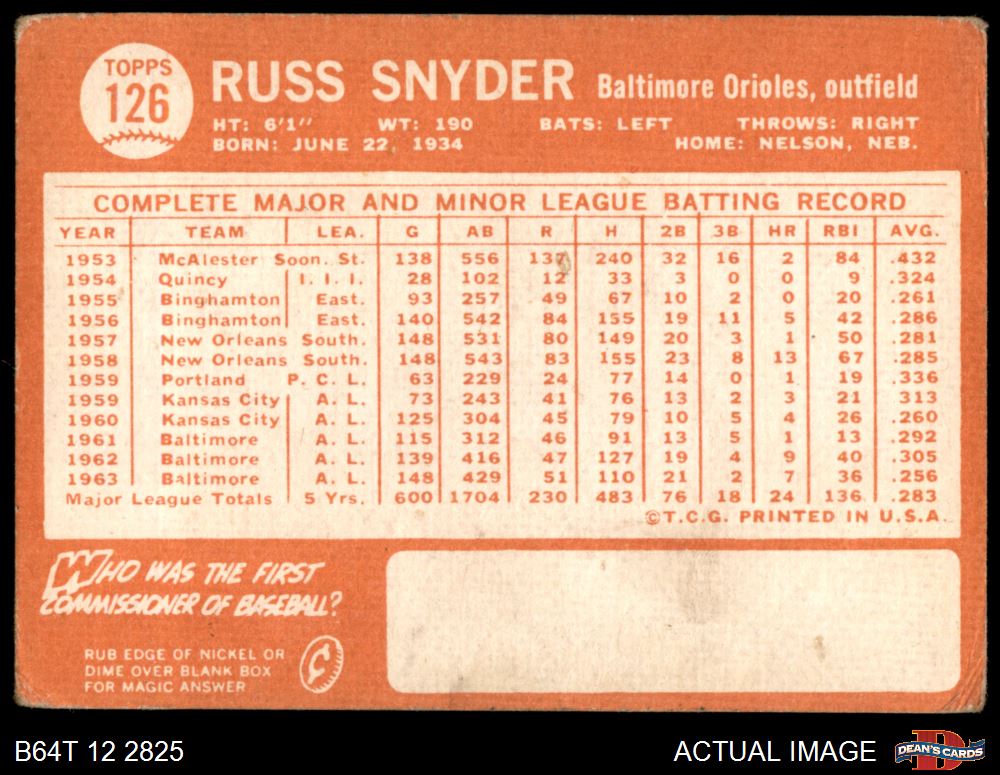 TOPPS
126
RUSS SNYDER Baltimore Orioles, outfield
HT: 6'1" WT: 190 BATS: LEFT THROWS: RIGHT
BORN: JUNE 22, 1934 HOME: NELSON, NEB.
COMPLETE MAJOR AND MINOR LEAGUE BATTING RECORD
YEAR TEAM LEA. G AB R H 2B 3B HR RBI AVG.
1953 McAlester Soon. St. 138 556 137 240 32 16 2 84 .432
1954 Quincy I. I. I. 28 102 12 33 3 0 0 9 .324
1955 Binghamton East. 93 257 49 67 10 2 0 20 .261
1956 Binghamton East. 140 542 84 155 19 11 5 42 .286
1957 New Orleans South. 148 531 80 149 20 3 1 50 .281
1958 New Orleans South. 148 543 83 155 23 8 13 67 .285
1959 Portland P. C. L. 63 229 24 77 14 0 1 19 .336
1959 Kansas City A. L. 73 243 41 76 13 2 3 21 .313
1960 Kansas City A. L. 125 304 45 79 10 5 4 26 .260
1961 Baltimore A. L. 115 312 46 91 13 5 1 13 .292
1962 Baltimore A. L. 139 416 47 127 19 4 9 40 .305
1963 Baltimore A. L. 148 429 51 110 21 2 7 36 .256
Major League Totals 5 Yrs. 600 1704 230 483 76 18 24 136 .283
©T.C.G. PRINTED IN U.S.A.
WHO WAS THE FIRST
COMMISSIONER OF BASEBALL?
RUB EDGE OF NICKEL OR
DIME OVER BLANK BOX
FOR MAGIC ANSWER
¢
B64T 12 2825 ACTUAL IMAGE
D
DEAN'S CARDS